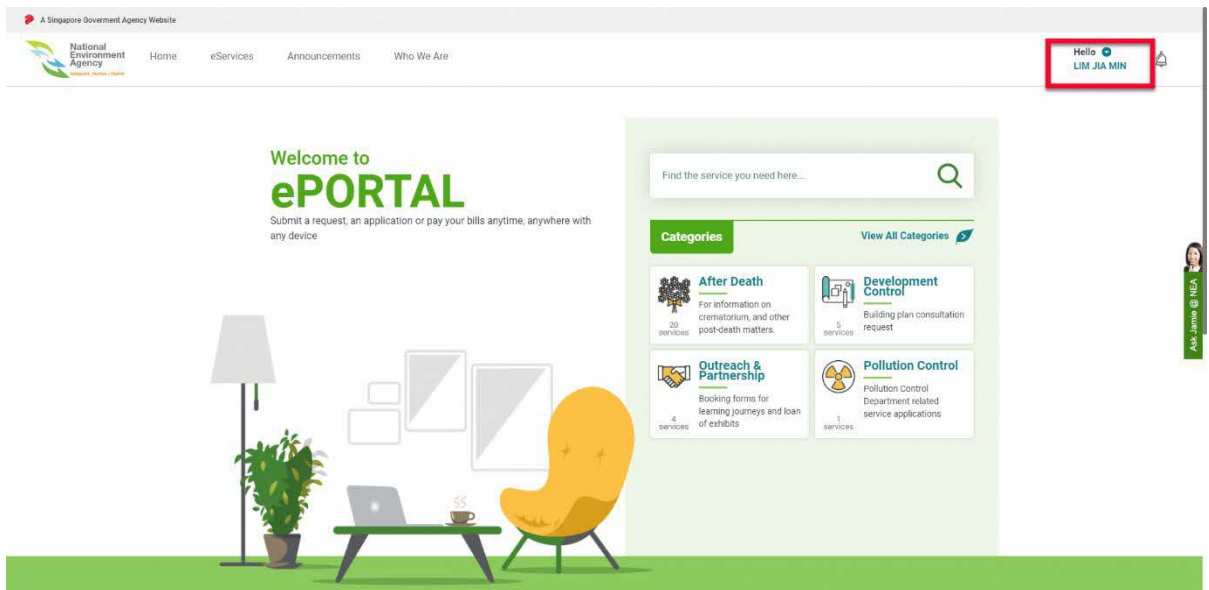 A Singapore Goverment Agency Website
National
Environment
Agency
Home
eServices
Announcements
Who We Are
Hello
LIM JIA MIN
Welcome to
ePORTAL
Submit a request, an application or pay your bills anytime, anywhere with
any device
Find the service you need here...
Categories
View All Categories
After Death
For information on
crematorium, and other
post-death matters.
20
services
Development
Control
Building plan consultation
request
5
services
Outreach &
Partnership
Booking forms for
learning journeys and loan
of exhibits
4
services
Pollution Control
Pollution Control
Department related
service applications
1
services
Ask Jamie @ NEA